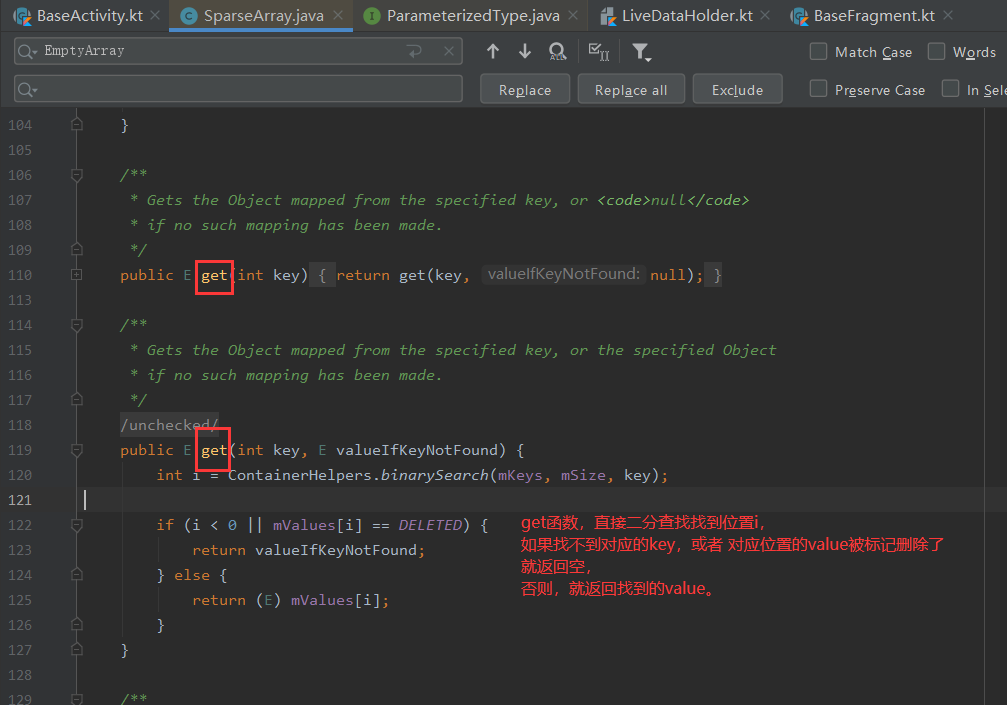 BaseActivity.kt SparseArray.java ParameterizedType.java LiveDataHolder.kt BaseFragment.kt
EmptyArray Match Case Words
Replace Replace all Exclude Preserve Case In Sele
104 }
105
106 /**
107 * Gets the Object mapped from the specified key, or <code>null</code>
108 * if no such mapping has been made.
109 */
110 public E get(int key) { return get(key, valueIfKeyNotFound: null); }
113
114 /**
115 * Gets the Object mapped from the specified key, or the specified Object
116 * if no such mapping has been made.
117 */
118 /unchecked/
119 public E get(int key, E valueIfKeyNotFound) {
120 int i = ContainerHelpers.binarySearch(mKeys, mSize, key);
121
122 if (i < 0 || mValues[i] == DELETED) {
get函数，直接二分查找找到位置i，
123 return valueIfKeyNotFound;
如果找不到对应的key，或者 对应位置的value被标记删除了
124 } else {
就返回空，
125 return (E) mValues[i];
否则，就返回找到的value。
126 }
127 }
128
129 /**